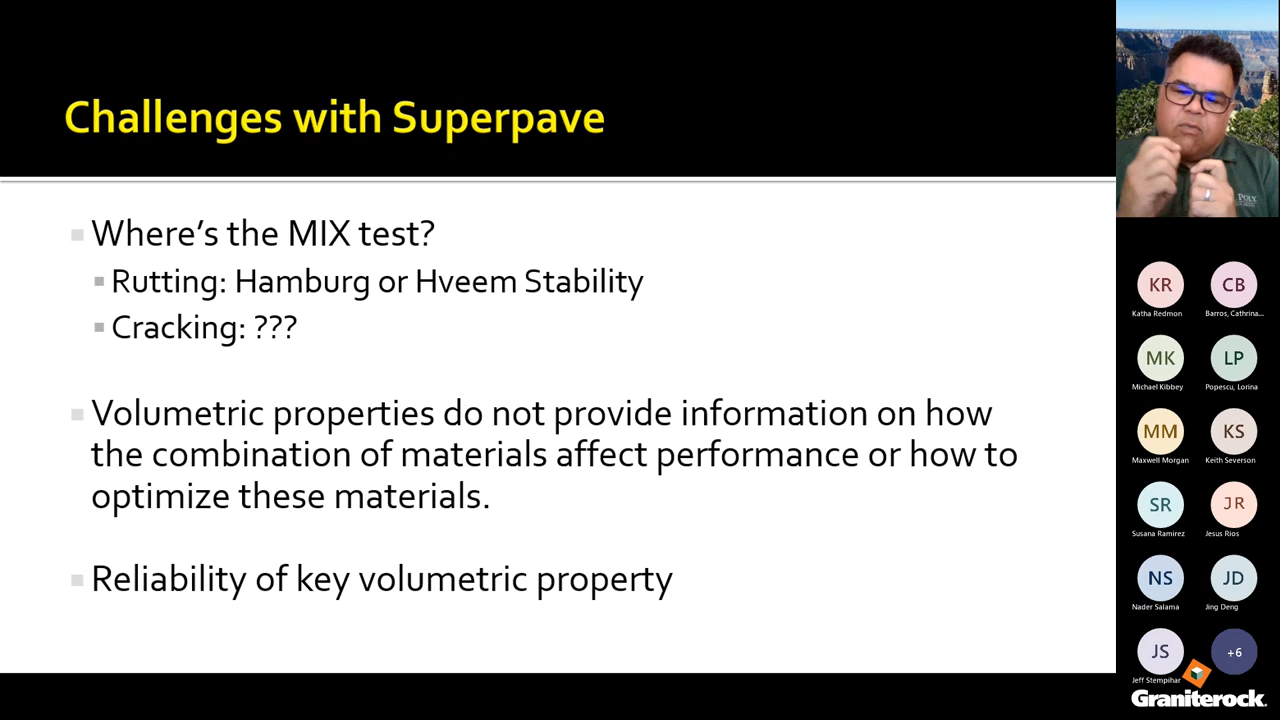 Challenges with Superpave
Where's the MIX test?
Rutting: Hamburg or Hveem Stability
Cracking: ???
Volumetric properties do not provide information on how
the combination of materials affect performance or how to
optimize these materials.
Reliability of key volumetric property
POLY
KR
CB
Katha Redmon
Barros, Cathrina...
MK
LP
Michael Kibbey
Popescu, Lorina
MM
KS
Maxwell Morgan
Keith Severson
SR
JR
Susana Ramirez
Jesus Rios
NS
JD
Nader Salama
Jing Deng
JS
+6
Jeff Stempihar
Graniterock